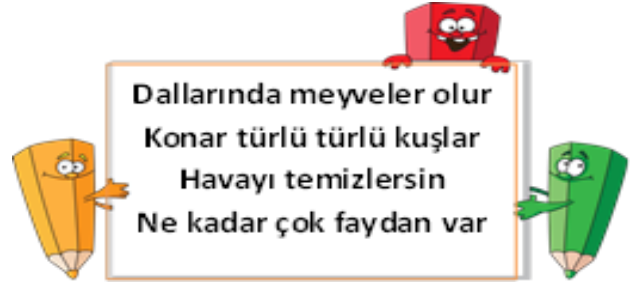 Dallarında meyveler olur
Konar türlü türlü kuşlar
Havayı temizlersin
Ne kadar çok faydan var